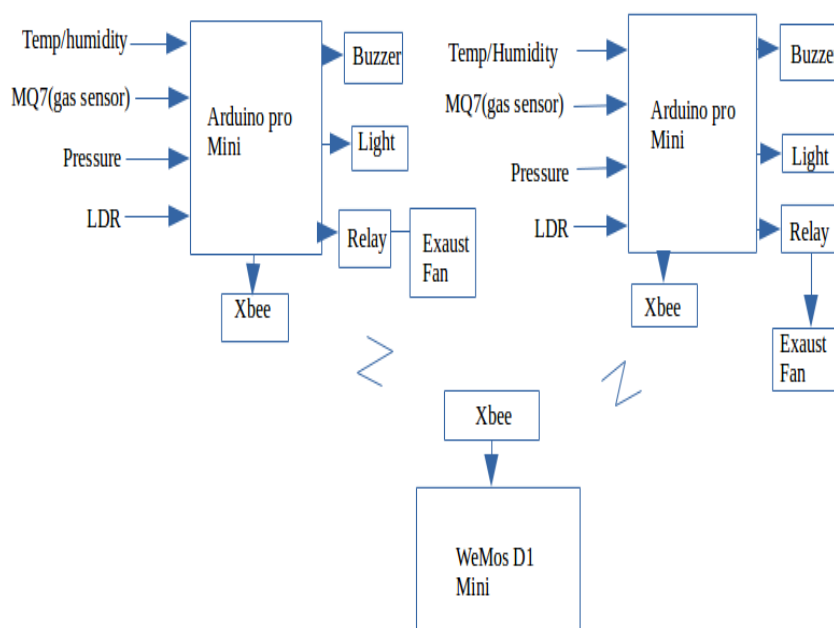 Temp/humidity
MQ7(gas sensor)
Pressure
LDR
Arduino pro
Mini
Buzzer
Light
Relay
Exaust
Fan
Xbee
Temp/Humidity
MQ7(gas sensor)
Pressure
LDR
Arduino pro
Mini
Buzzer
Light
Relay
Exaust
Fan
Xbee
Xbee
WeMos D1
Mini